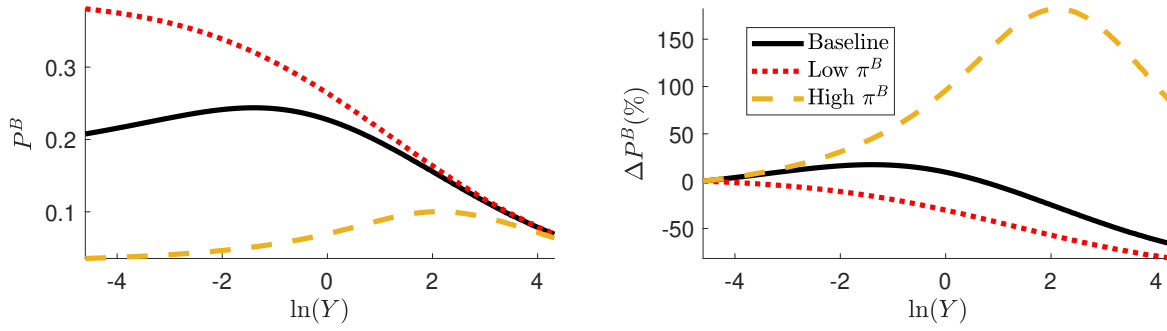 0.3
0.2
0.1
P^B
-4
-2
0
2
4
ln(Y)
150
100
50
0
-50
ΔP^B(%)
Baseline
Low π^B
High π^B
-4
-2
0
2
4
ln(Y)